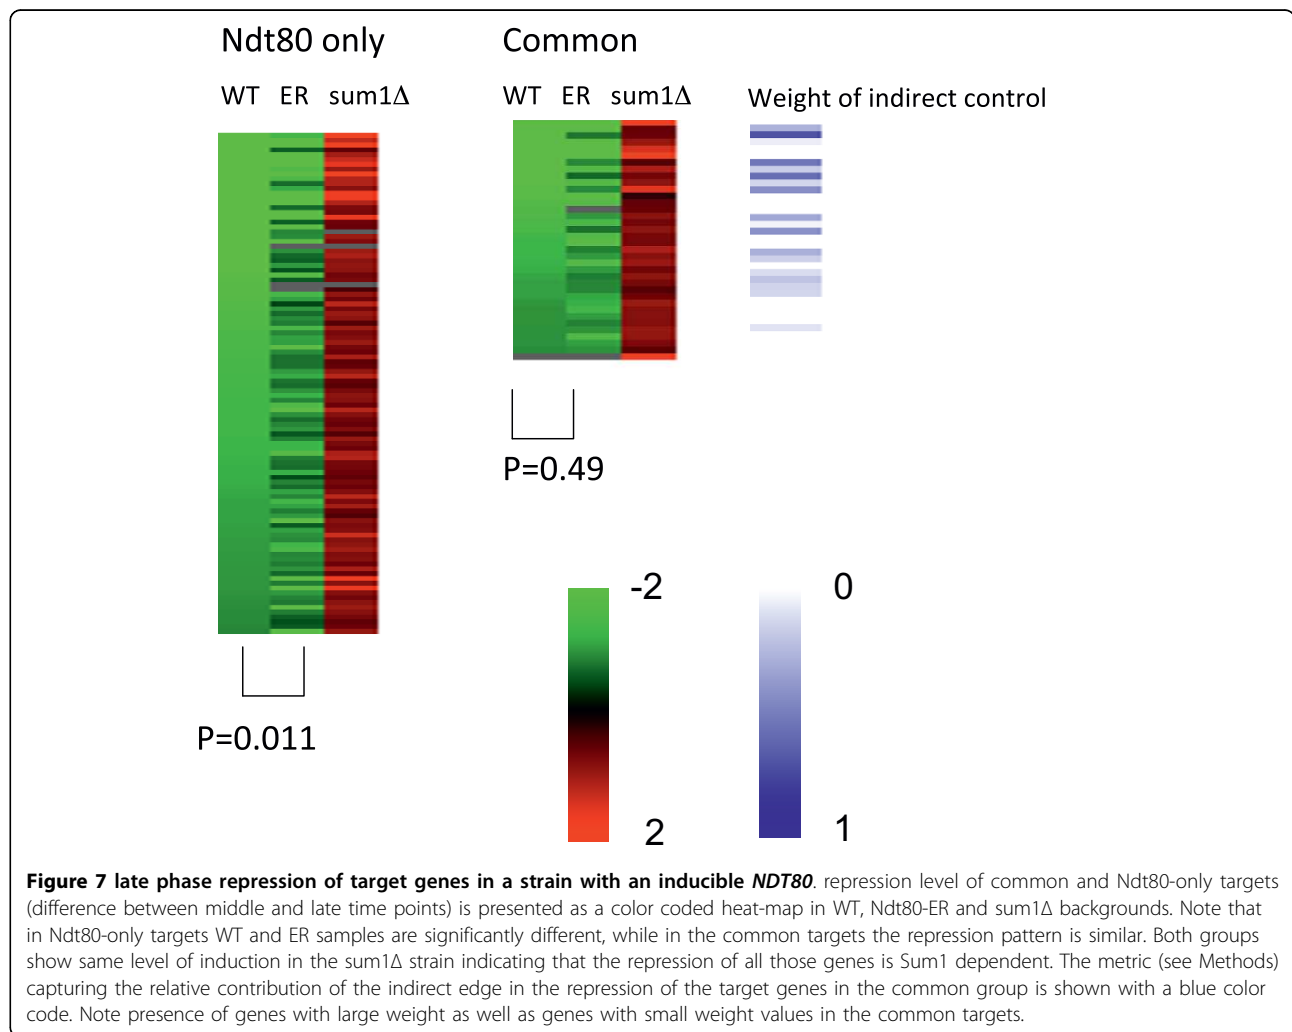 Ndt80 only
Common
WT ER sum1Δ
WT ER sum1Δ
Weight of indirect control
P=0.49
P=0.011
-2
2
0
1
Figure 7 late phase repression of target genes in a strain with an inducible NDT80. repression level of common and Ndt80-only targets
(difference between middle and late time points) is presented as a color coded heat-map in WT, Ndt80-ER and sum1Δ backgrounds. Note that
in Ndt80-only targets WT and ER samples are significantly different, while in the common targets the repression pattern is similar. Both groups
show same level of induction in the sum1Δ strain indicating that the repression of all those genes is Sum1 dependent. The metric (see Methods)
capturing the relative contribution of the indirect edge in the repression of the target genes in the common group is shown with a blue color
code. Note presence of genes with large weight as well as genes with small weight values in the common targets.